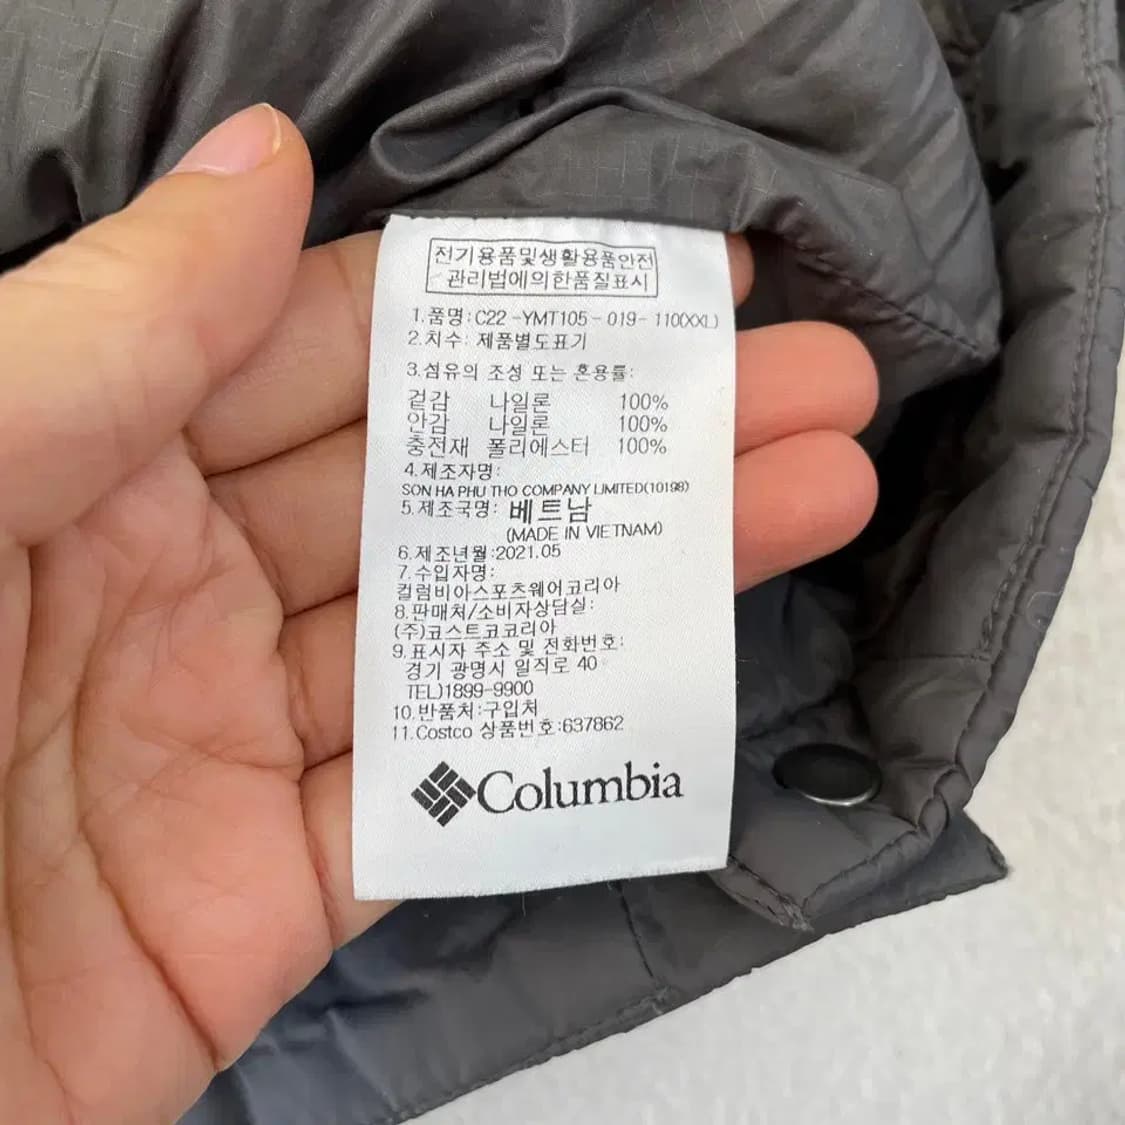 전기용품및생활용품안전
관리법에의한품질표시
1.품명:C22-YMT105-019-110(XXL)
2.치수: 제품별도표기
3.섬유의 조성 또는 혼용률:
겉감 나일론 100%
안감 나일론 100%
충전재 폴리에스터 100%
4.제조자명:
SON HA PHU THO COMPANY LIMITED(10198)
5.제조국명: 베트남
(MADE IN VIETNAM)
6.제조년월:2021.05
7.수입자명:
컬럼비아스포츠웨어코리아
8.판매처/소비자상담실:
(주)코스트코코리아
9.표시자 주소 및 전화번호:
경기 광명시 일직로 40
TEL)1899-9900
10.반품처:구입처
11.Costco 상품번호:637862
Columbia